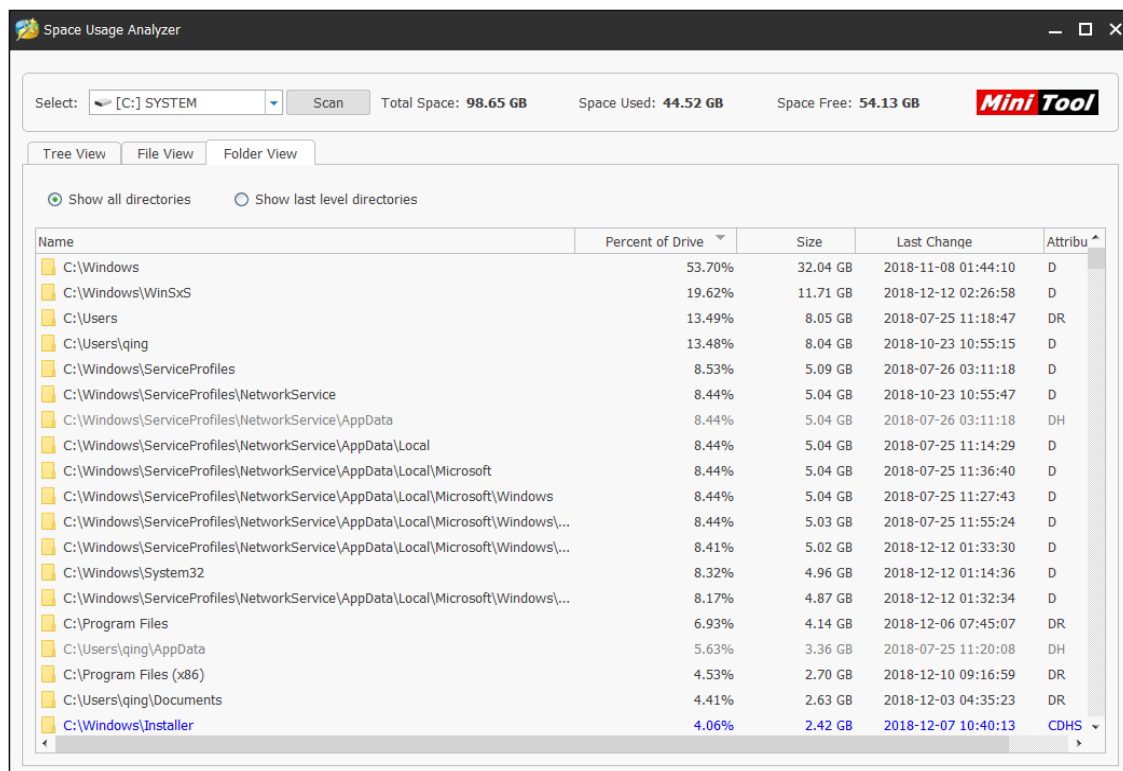 Space Usage Analyzer
Select: [C:] SYSTEM Scan Total Space: 98.65 GB Space Used: 44.52 GB Space Free: 54.13 GB Mini Tool
Tree View File View Folder View
Show all directories Show last level directories
Name Percent of Drive Size Last Change Attribu
C:\Windows 53.70% 32.04 GB 2018-11-08 01:44:10 D
C:\Windows\WinSxS 19.62% 11.71 GB 2018-12-12 02:26:58 D
C:\Users 13.49% 8.05 GB 2018-07-25 11:18:47 DR
C:\Users\qing 13.48% 8.04 GB 2018-10-23 10:55:15 D
C:\Windows\ServiceProfiles 8.53% 5.09 GB 2018-07-26 03:11:18 D
C:\Windows\ServiceProfiles\NetworkService 8.44% 5.04 GB 2018-10-23 10:55:47 D
C:\Windows\ServiceProfiles\NetworkService\AppData 8.44% 5.04 GB 2018-07-26 03:11:18 DH
C:\Windows\ServiceProfiles\NetworkService\AppData\Local 8.44% 5.04 GB 2018-07-25 11:14:29 D
C:\Windows\ServiceProfiles\NetworkService\AppData\Local\Microsoft 8.44% 5.04 GB 2018-07-25 11:36:40 D
C:\Windows\ServiceProfiles\NetworkService\AppData\Local\Microsoft\Windows 8.44% 5.04 GB 2018-07-25 11:27:43 D
C:\Windows\ServiceProfiles\NetworkService\AppData\Local\Microsoft\Windows\... 8.44% 5.03 GB 2018-07-25 11:55:24 D
C:\Windows\ServiceProfiles\NetworkService\AppData\Local\Microsoft\Windows\... 8.41% 5.02 GB 2018-12-12 01:33:30 D
C:\Windows\System32 8.32% 4.96 GB 2018-12-12 01:14:36 D
C:\Windows\ServiceProfiles\NetworkService\AppData\Local\Microsoft\Windows\... 8.17% 4.87 GB 2018-12-12 01:32:34 D
C:\Program Files 6.93% 4.14 GB 2018-12-06 07:45:07 DR
C:\Users\qing\AppData 5.63% 3.36 GB 2018-07-25 11:20:08 DH
C:\Program Files (x86) 4.53% 2.70 GB 2018-12-10 09:16:59 DR
C:\Users\qing\Documents 4.41% 2.63 GB 2018-12-03 04:35:23 DR
C:\Windows\Installer 4.06% 2.42 GB 2018-12-07 10:40:13 CDHS